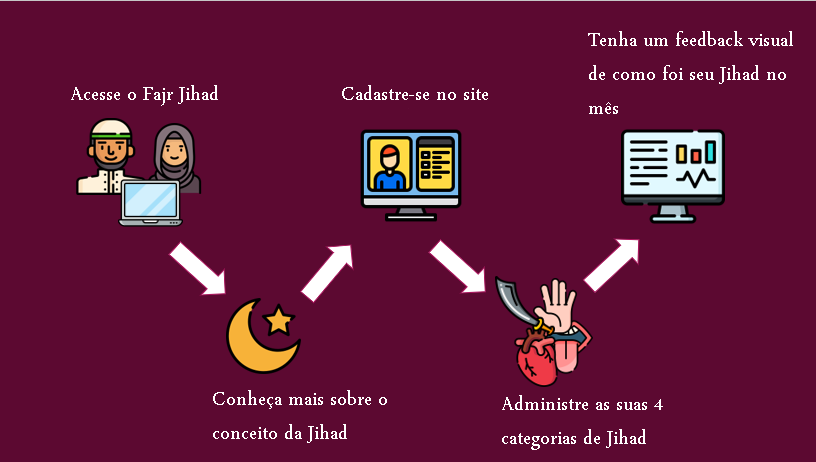 Acesse o Fajr Jihad
Conheça mais sobre o
conceito da Jihad
Cadastre-se no site
Administre as suas 4
categorias de Jihad
Tenha um feedback visual
de como foi seu Jihad no
mês